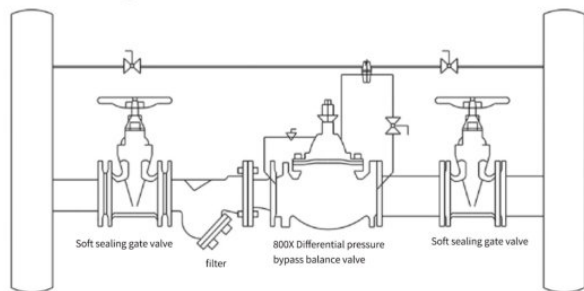 Soft sealing gate valve
filter
800X Differential pressure
bypass balance valve
Soft sealing gate valve